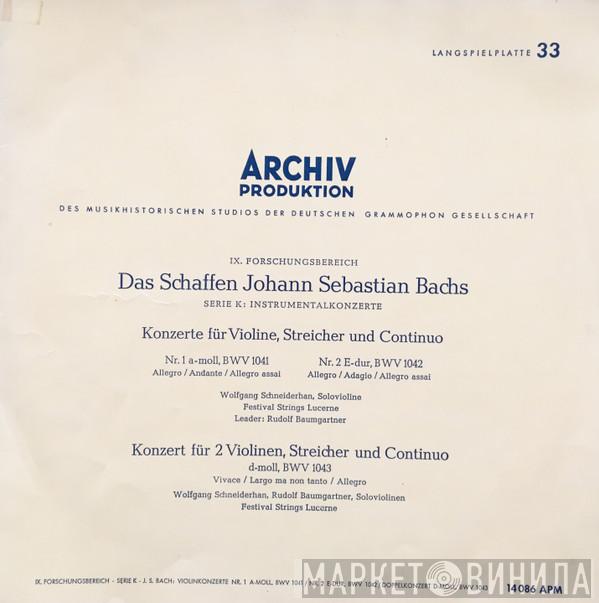 LANGSPIELPLATTE 33
ARCHIV
PRODUKTION
DES MUSIKHISTORISCHEN STUDIOS DER DEUTSCHEN GRAMMOPHON GESELLSCHAFT
IX. FORSCHUNGSBEREICH
Das Schaffen Johann Sebastian Bachs
SERIE K: INSTRUMENTALKONZERTE
Konzerte für Violine, Streicher und Continuo
Nr. 1 a-moll, BWV 1041 Nr. 2 E-dur, BWV 1042
Allegro / Andante / Allegro assai Allegro / Adagio / Allegro assai
Wolfgang Schneiderhan, Solovioline
Festival Strings Lucerne
Leader: Rudolf Baumgartner
Konzert für 2 Violinen, Streicher und Continuo
d-moll, BWV 1043
Vivace / Largo ma non tanto / Allegro
Wolfgang Schneiderhan, Rudolf Baumgartner, Soloviolinen
Festival Strings Lucerne
IX. FORSCHUNGSBEREICH - SERIE K - J. S. BACH: VIOLINKONZERTE NR. 1 A-MOLL, BWV 1041 / NR. 2 E-DUR, BWV 1042 / DOPPELKONZERT D-MOLL, BWV 1043 14 086 APM
МАРКЕТ ВИНИЛА